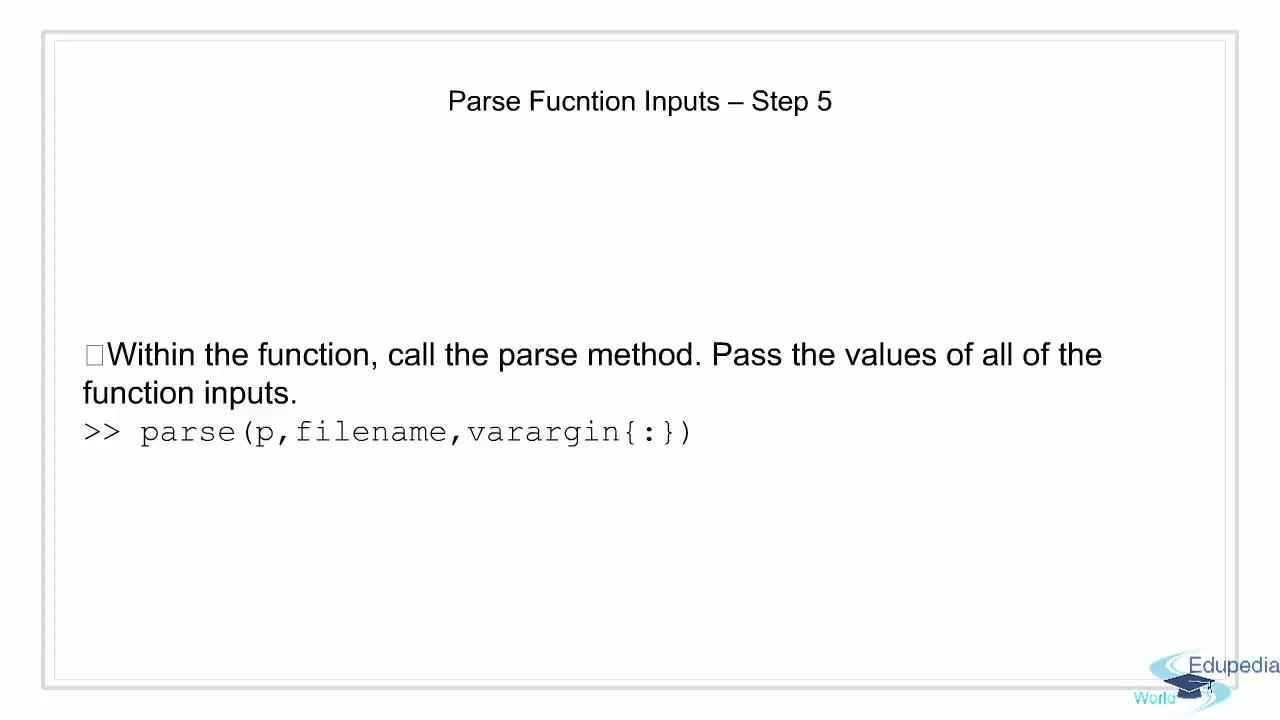 Parse Fucntion Inputs – Step 5
Within the function, call the parse method. Pass the values of all of the
function inputs.
>> parse(p,filename,varargin{:})
Edupedia
World